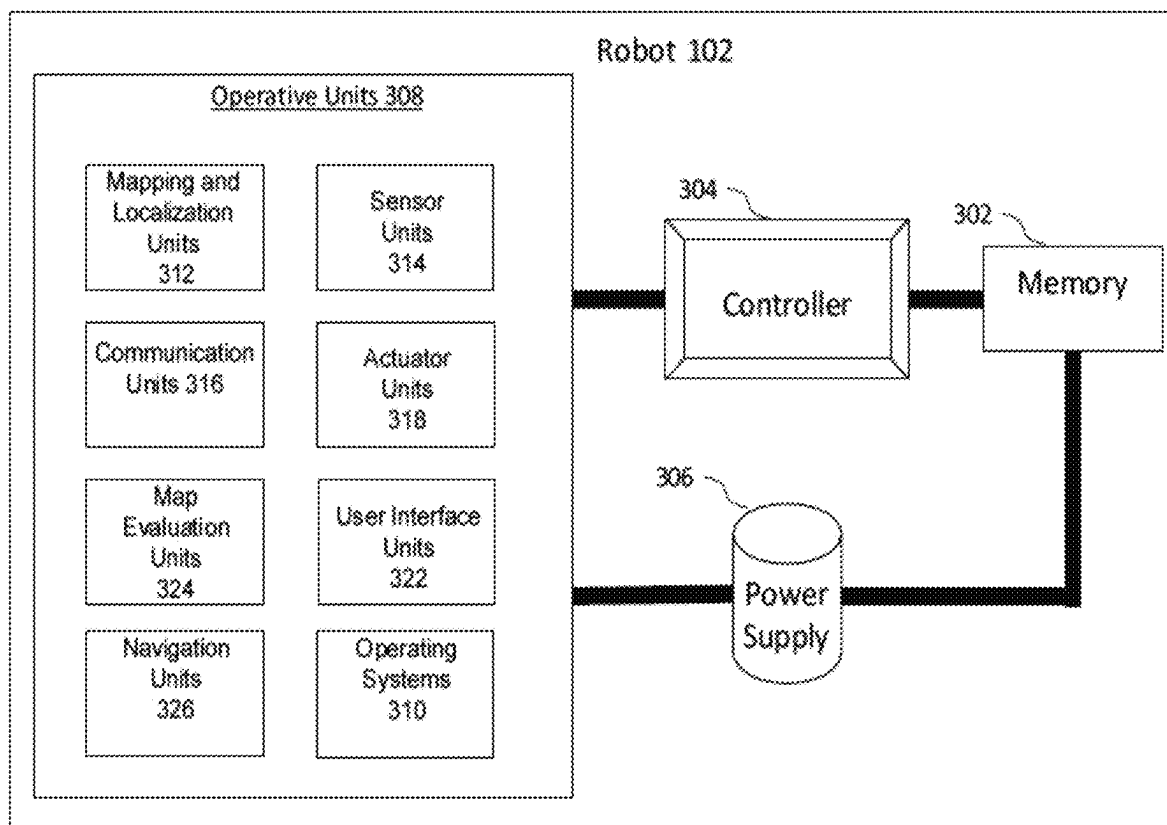 Robot 102
Operative Units 308
Mapping and
Localization
Units
312
Sensor
Units
314
Communication
Units 316
Actuator
Units
318
Map
Evaluation
Units
324
User Interface
Units
322
Navigation
Units
326
Operating
Systems
310
304
Controller
302
Memory
306
Power
Supply